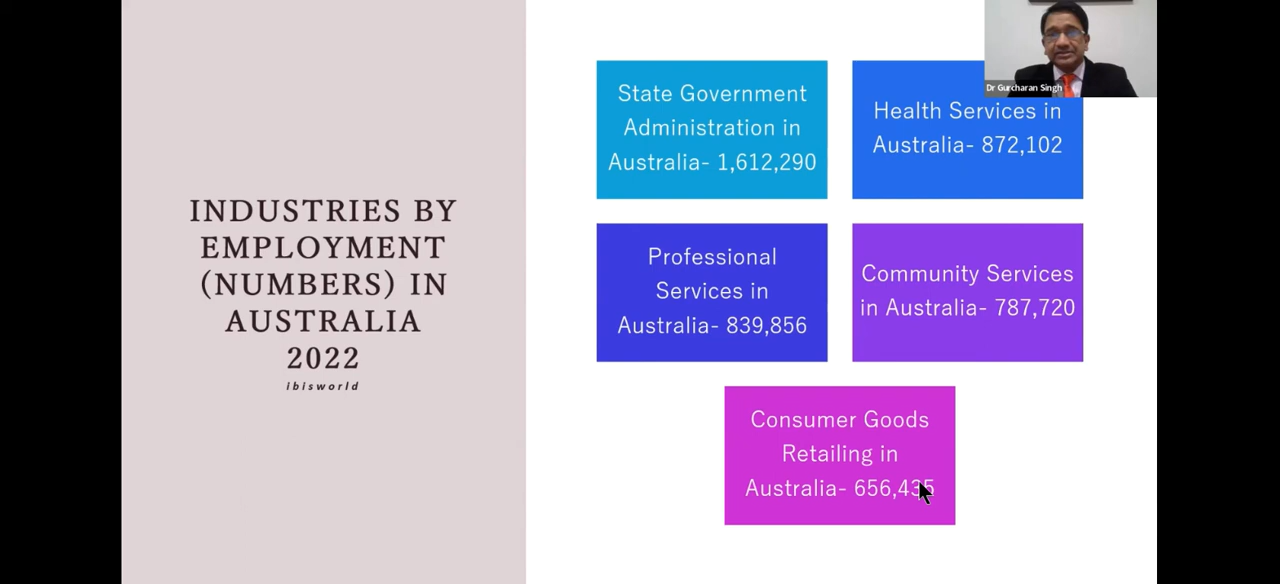 INDUSTRIES BY
EMPLOYMENT
(NUMBERS) IN
AUSTRALIA
2022
ibisworld
State Government
Administration in
Australia- 1,612,290
Dr Gurcharan Singh
Health Services in
Australia- 872,102
Professional
Services in
Australia- 839,856
Community Services
in Australia- 787,720
Consumer Goods
Retailing in
Australia- 656,435